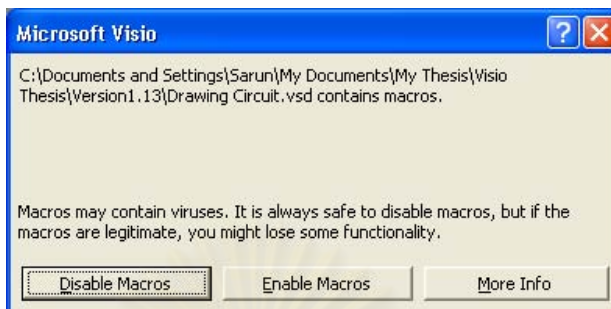 Microsoft Visio
?
C:\Documents and Settings\Sarun\My Documents\My Thesis\Visio
Thesis\Version1.13\Drawing Circuit.vsd contains macros.
Macros may contain viruses. It is always safe to disable macros, but if the
macros are legitimate, you might lose some functionality.
Disable Macros Enable Macros More Info